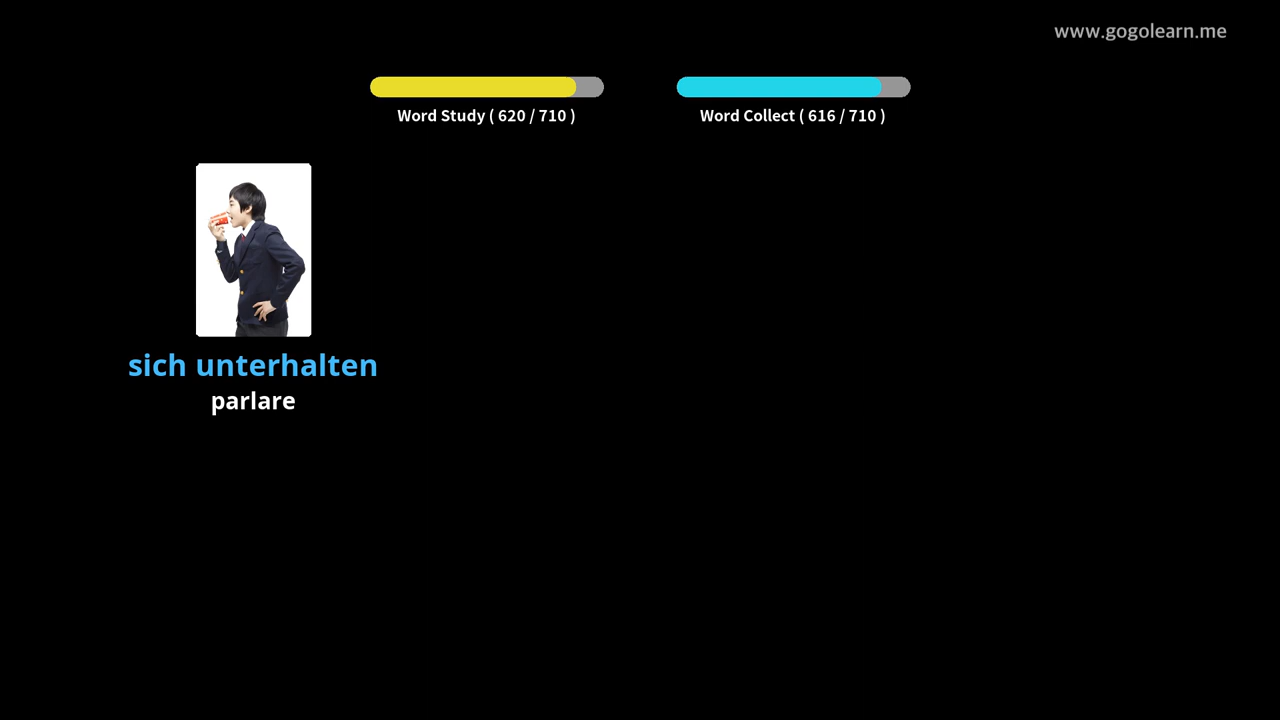 www.gogolearn.me
Word Study ( 620 / 710 )
Word Collect ( 616 / 710 )
sich unterhalten
parlare